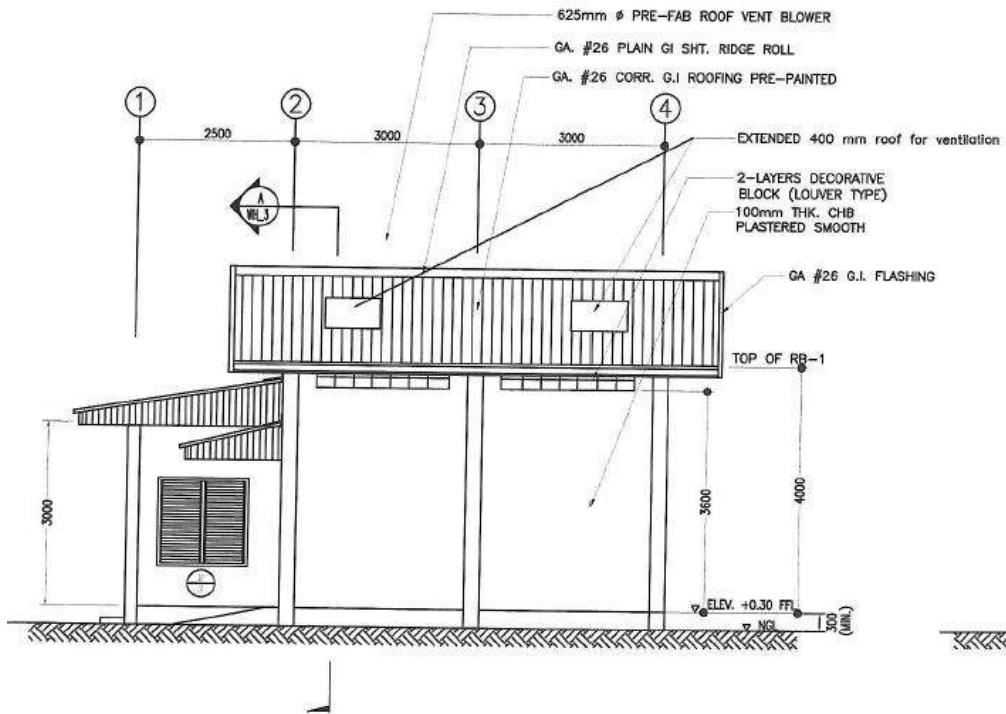 625mm ø PRE-FAB ROOF VENT BLOWER
GA. #26 PLAIN GI SHT. RIDGE ROLL
GA. #26 CORR. G.I ROOFING PRE-PAINTED
1
2
3
4
2500
3000
3000
EXTENDED 400 mm roof for ventilation
2-LAYERS DECORATIVE
BLOCK (LOUVER TYPE)
100mm THK. CHB
PLASTERED SMOOTH
A
GA #26 G.I. FLASHING
TOP OF RB-1
3000
3600
4000
ELEV. +0.30 FFL
NGL
300
(MIN.)